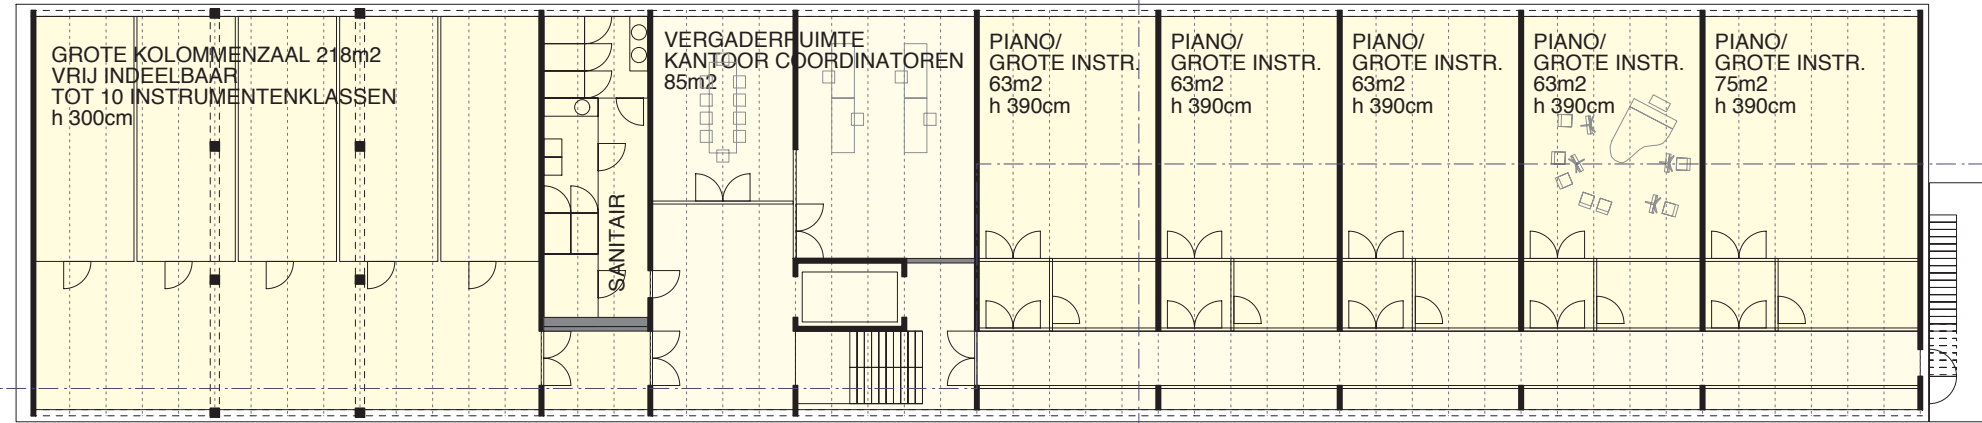 GROTE KOLOMMENZAAL 218m2
VRIJ INDEELBAAR
TOT 10 INSTRUMENTENKLASSEN
h 300cm
SANITAIR
VERGADERRUIMTE
KANTOOR COORDINATOREN
85m2
PIANO/
GROTE INSTR.
63m2
h 390cm
PIANO/
GROTE INSTR.
63m2
h 390cm
PIANO/
GROTE INSTR.
63m2
h 390cm
PIANO/
GROTE INSTR.
63m2
h 390cm
PIANO/
GROTE INSTR.
75m2
h 390cm